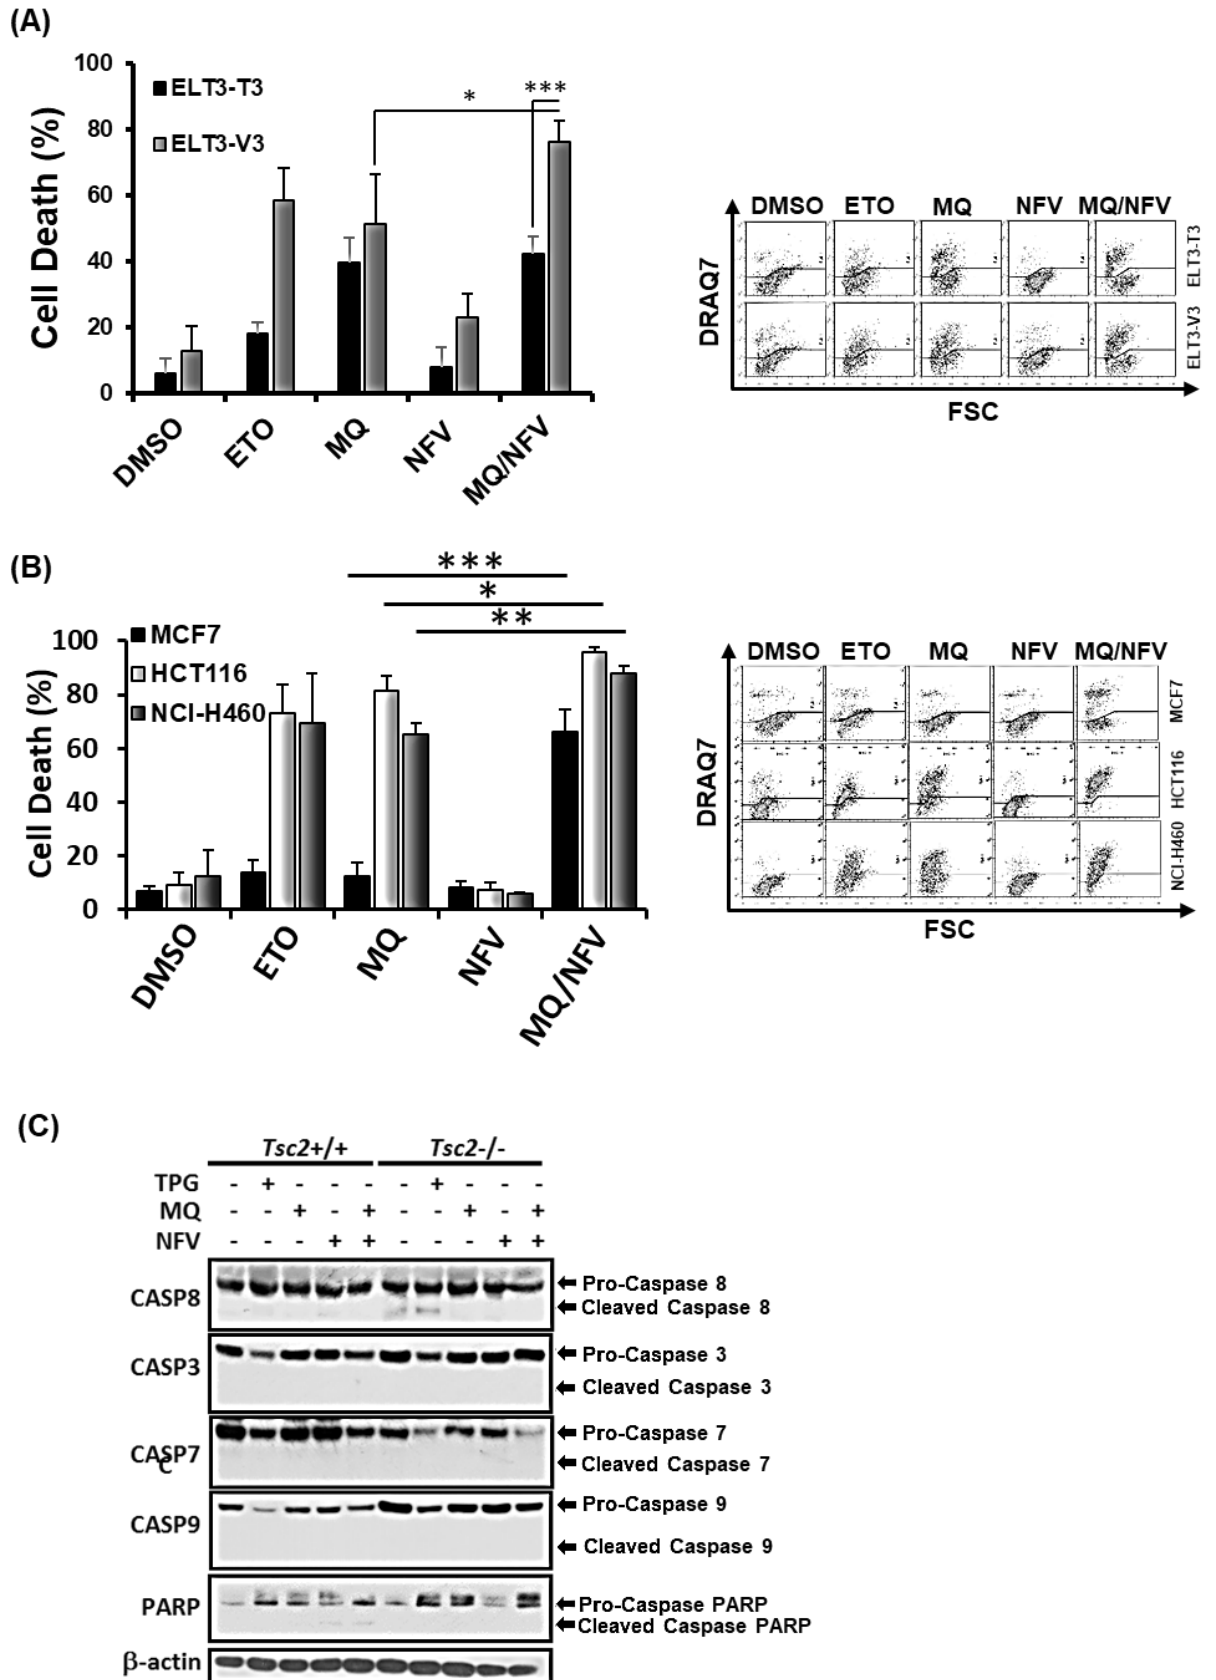 (A)
100
80
60
40
20
0
Cell Death (%)
ELT3-T3
ELT3-V3
*
***
DMSO
ETO
MQ
NFV
MQ/NFV
DMSO ETO MQ NFV MQ/NFV
DRAQ7
ELT3-T3
ELT3-V3
FSC
(B)
***
*
**
100
80
60
40
20
0
Cell Death (%)
MCF7
HCT116
NCI-H460
DMSO
ETO
MQ
NFV
MQ/NFV
DMSO ETO MQ NFV MQ/NFV
DRAQ7
MCF7
HCT116
NCI-H460
FSC
(C)
Tsc2+/+ Tsc2-/-
TPG - + - - - - + - - -
MQ - - + - + - - + - +
NFV - - - + + - - - + +
CASP8
Pro-Caspase 8
Cleaved Caspase 8
CASP3
Pro-Caspase 3
Cleaved Caspase 3
CASP7
C
Pro-Caspase 7
Cleaved Caspase 7
CASP9
Pro-Caspase 9
Cleaved Caspase 9
PARP
Pro-Caspase PARP
Cleaved Caspase PARP
β-actin